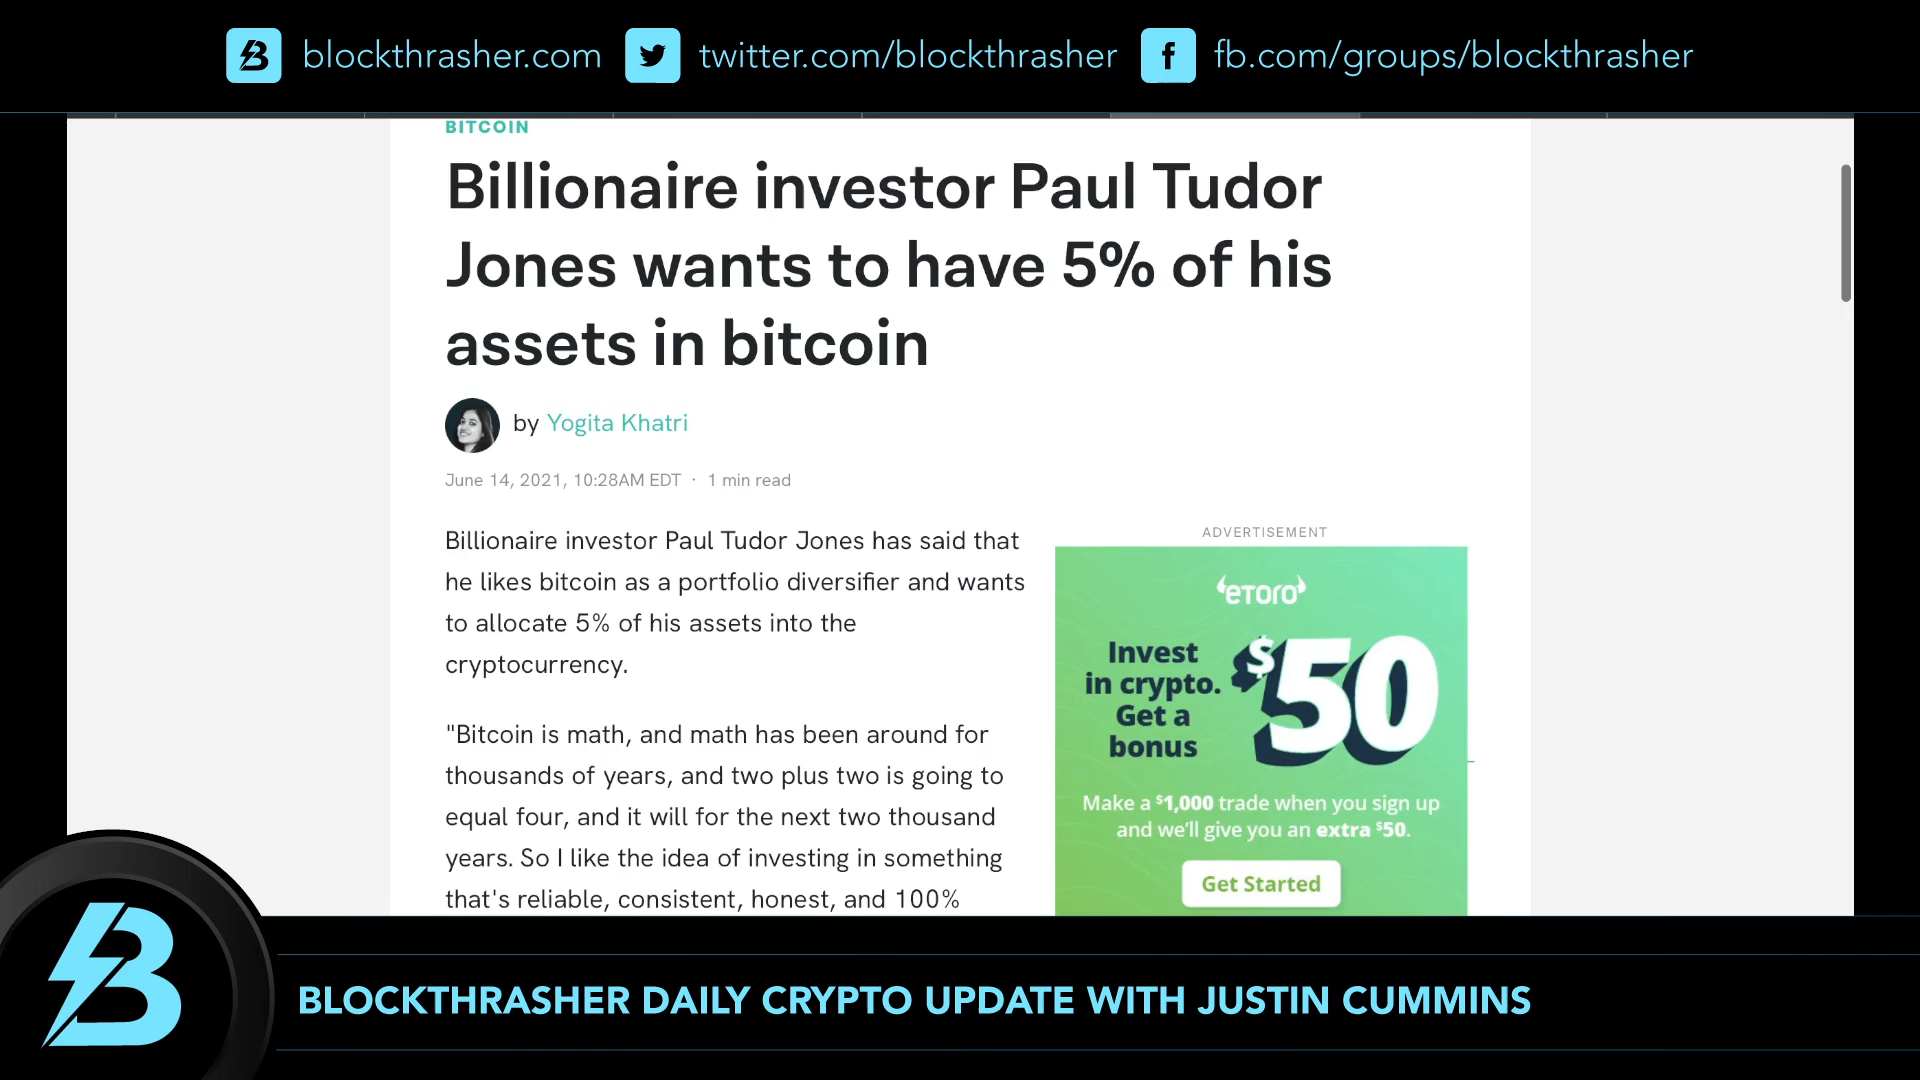 blockthrasher.com twitter.com/blockthrasher fb.com/groups/blockthrasher
BITCOIN
Billionaire investor Paul Tudor
Jones wants to have 5% of his
assets in bitcoin
by Yogita Khatri
June 14, 2021, 10:28AM EDT · 1 min read
Billionaire investor Paul Tudor Jones has said that
he likes bitcoin as a portfolio diversifier and wants
to allocate 5% of his assets into the
cryptocurrency.
"Bitcoin is math, and math has been around for
thousands of years, and two plus two is going to
equal four, and it will for the next two thousand
years. So I like the idea of investing in something
that's reliable, consistent, honest, and 100%
ADVERTISEMENT
eToro
Invest
in crypto.
Get a
bonus
$50
Make a $1,000 trade when you sign up
and we'll give you an extra $50.
Get Started
BLOCKTHRASHER DAILY CRYPTO UPDATE WITH JUSTIN CUMMINS